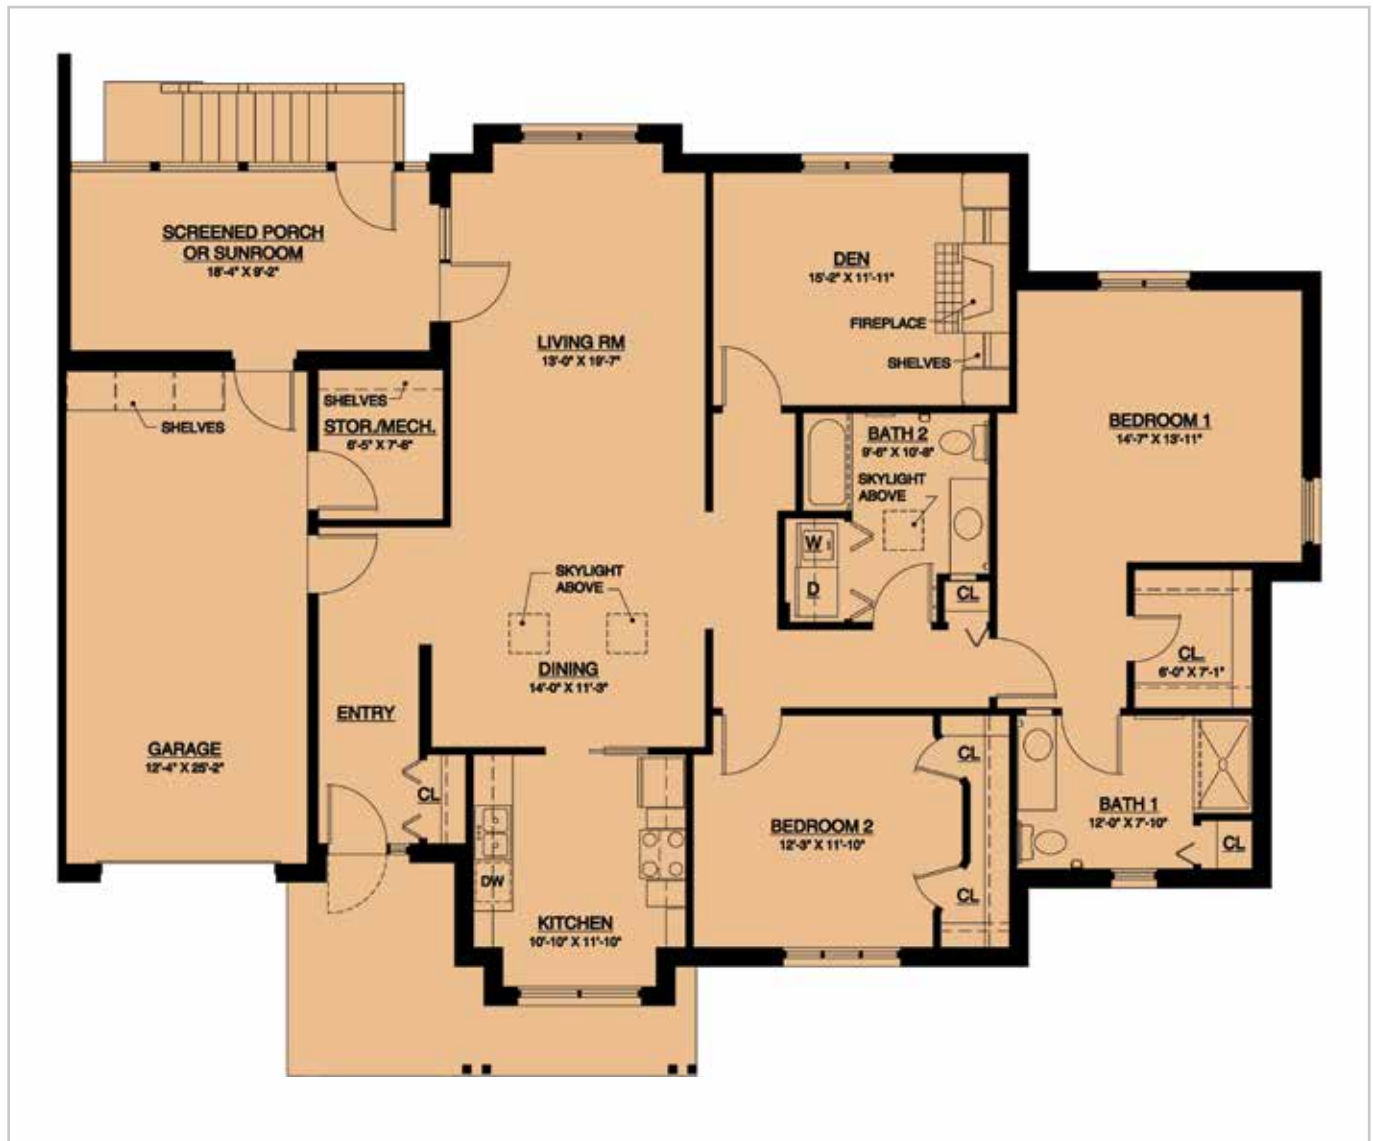 SCREENED PORCH
OR SUNROOM
18'-4" X 9'-2"
DEN
15'-2" X 11'-11"
FIREPLACE
SHELVES
LIVING RM
13'-0" X 19'-7"
SHELVES
STOR./MECH.
6'-5" X 7'-6"
SHELVES
BEDROOM 1
14'-7" X 13'-11"
BATH 2
9'-6" X 10'-8"
SKYLIGHT
ABOVE
W
D
CL
SKYLIGHT
ABOVE
DINING
14'-0" X 11'-3"
CL.
6'-0" X 7'-1"
ENTRY
GARAGE
12'-4" X 25'-2"
CL
CL
BATH 1
12'-0" X 7'-10"
BEDROOM 2
12'-3" X 11'-10"
CL
DW
CL
KITCHEN
10'-10" X 11'-10"